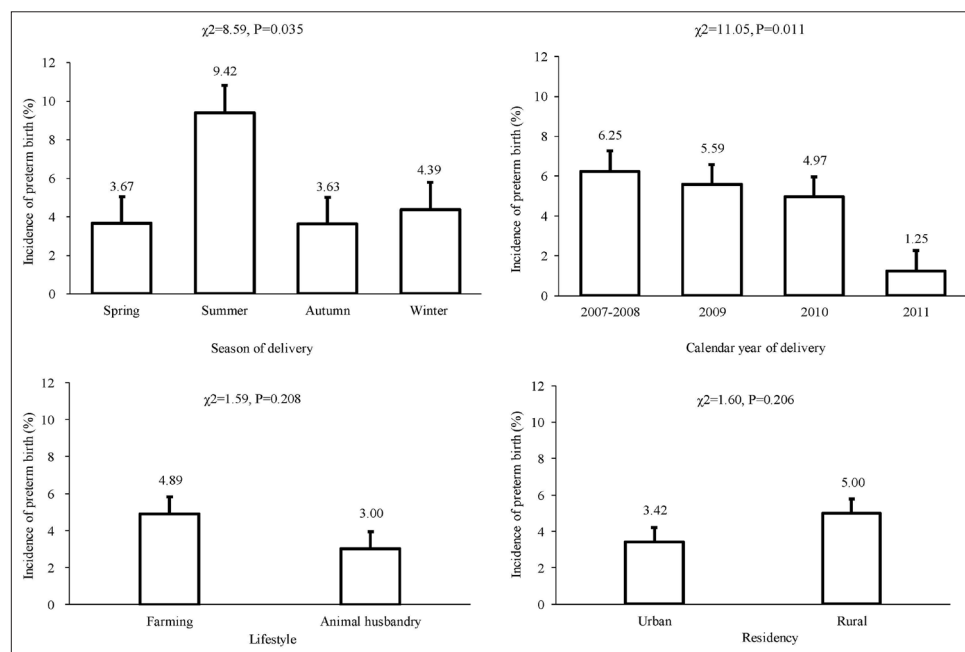 χ2=8.59, P=0.035
Incidence of preterm birth (%)
12
10
8
6
4
2
0
3.67
9.42
3.63
4.39
Spring Summer Autumn Winter
Season of delivery
χ2=11.05, P=0.011
Incidence of preterm birth (%)
12
10
8
6
4
2
0
6.25
5.59
4.97
1.25
2007-2008 2009 2010 2011
Calendar year of delivery
χ2=1.59, P=0.208
Incidence of preterm birth (%)
12
10
8
6
4
2
0
4.89
3.00
Farming Animal husbandry
Lifestyle
χ2=1.60, P=0.206
Incidence of preterm birth (%)
12
10
8
6
4
2
0
3.42
5.00
Urban Rural
Residency